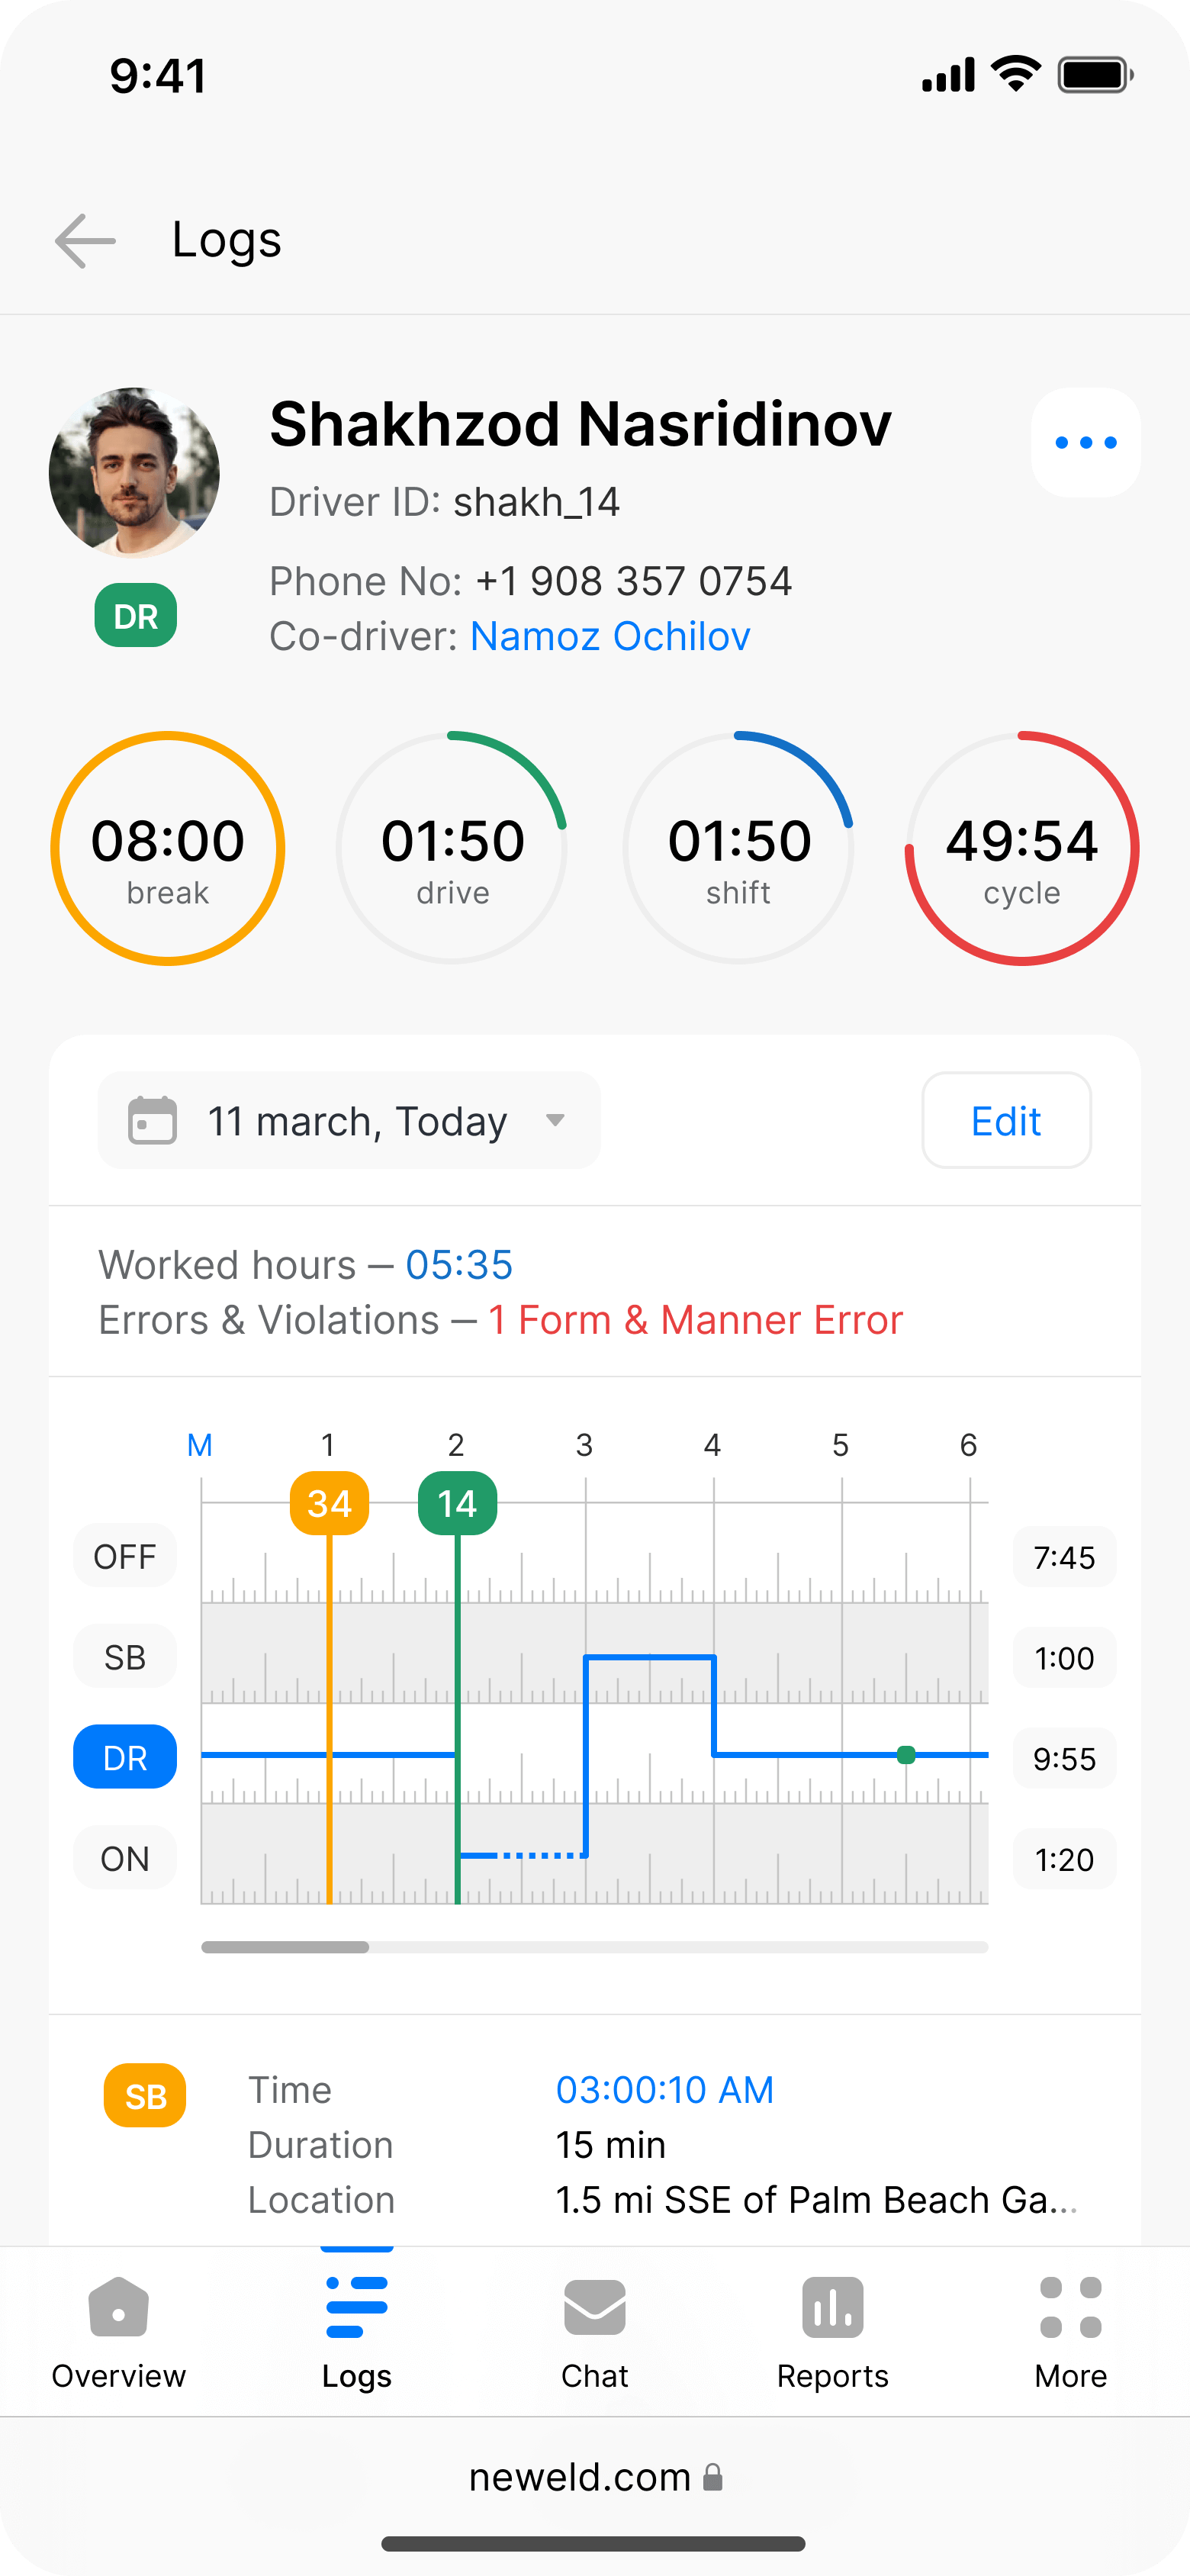 9:41
Logs
Shakhzod Nasridinov
Driver ID: shakh_14
Phone No: +1 908 357 0754
DR
Co-driver: Namoz Ochilov
08:00 01:50 01:50 49:54
break drive shift cycle
11 march, Today Edit
Worked hours – 05:35
Errors & Violations – 1 Form & Manner Error
M 1 2 3 4 5 6
34 14
OFF 7:45
SB 1:00
DR 9:55
ON 1:20
SB Time 03:00:10 AM
Duration 15 min
Location 1.5 mi SSE of Palm Beach Ga...
Overview Logs Chat Reports More
neweld.com